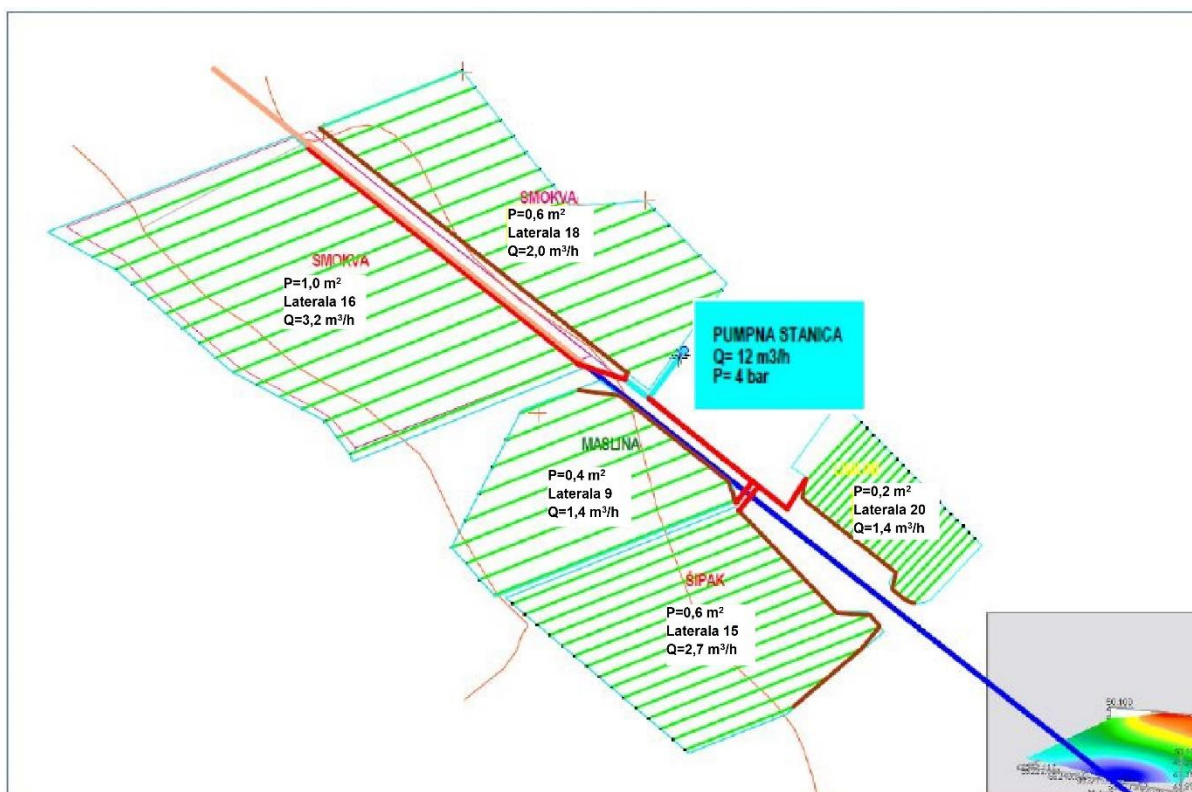 SMOKVA
P=0,6 m²
Laterala 18
Q=2,0 m³/h
SMOKVA
P=1,0 m²
Laterala 16
Q=3,2 m³/h
PUMPNA STANICA
Q= 12 m3/h
P= 4 bar
MASLINA
P=0,4 m²
Laterala 9
Q=1,4 m³/h
P=0,2 m²
Laterala 20
Q=1,4 m³/h
ŠIPAK
P=0,6 m²
Laterala 15
Q=2,7 m³/h